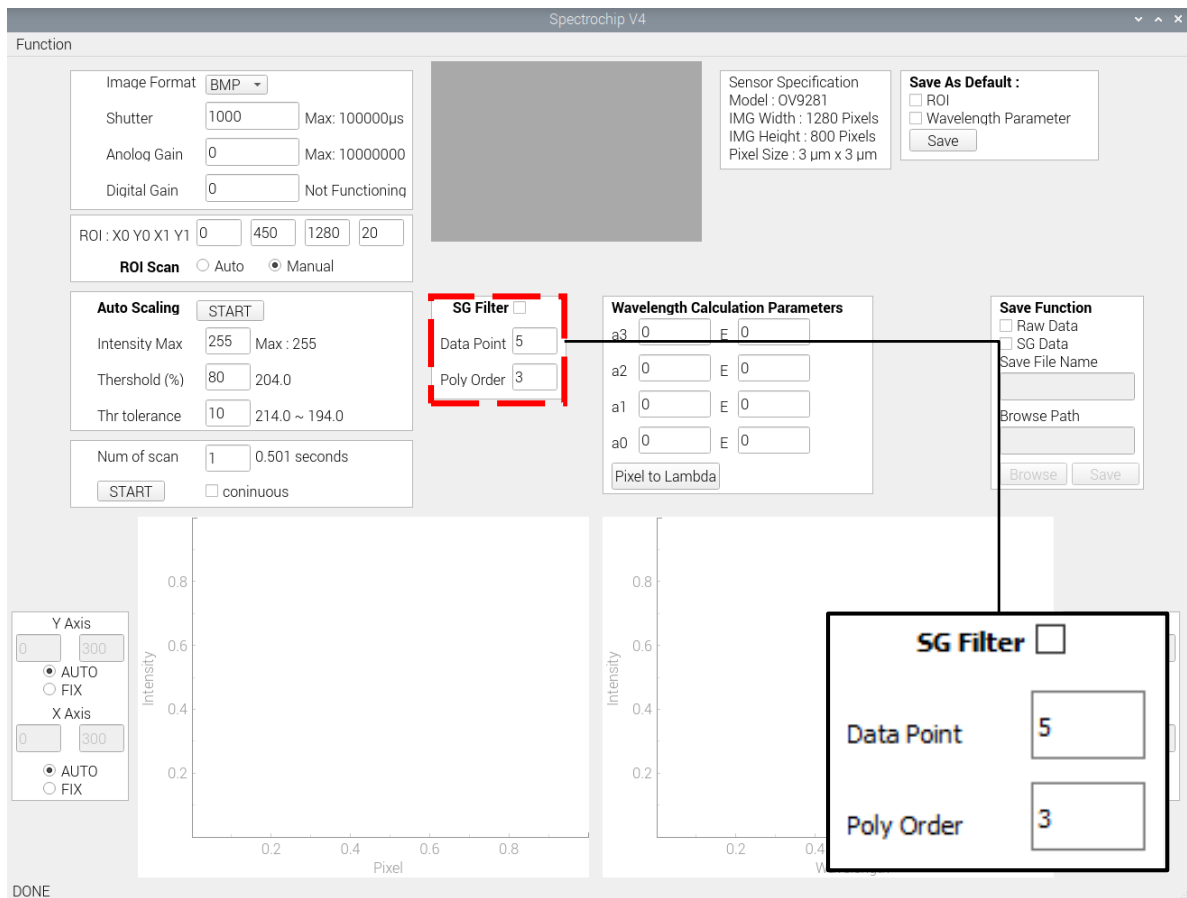 Spectrochip V4
Function
Image Format BMP
Shutter 1000 Max: 100000µs
Anolog Gain 0 Max: 10000000
Digital Gain 0 Not Functioning
ROI : X0 Y0 X1 Y1 0 450 1280 20
ROI Scan Auto Manual
Sensor Specification
Model : OV9281
IMG Width : 1280 Pixels
IMG Height : 800 Pixels
Pixel Size : 3 µm x 3 µm
Save As Default :
ROI
Wavelength Parameter
Save
Auto Scaling START
Intensity Max 255 Max : 255
Thershold (%) 80 204.0
Thr tolerance 10 214.0 ~ 194.0
Num of scan 1 0.501 seconds
START coninuous
SG Filter
Data Point 5
Poly Order 3
Wavelength Calculation Parameters
a3 0 E 0
a2 0 E 0
a1 0 E 0
a0 0 E 0
Pixel to Lambda
Save Function
Raw Data
SG Data
Save File Name
Browse Path
Browse Save
Y Axis
0 300
AUTO
FIX
X Axis
0 300
AUTO
FIX
0.8
0.6
0.4
0.2
Intensity
0.2 0.4 0.6 0.8
Pixel
0.8
0.6
0.4
0.2
Intensity
0.2
SG Filter
Data Point 5
Poly Order 3
DONE